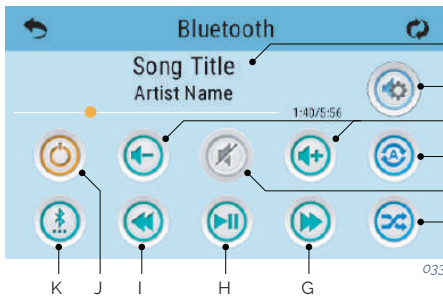 Bluetooth
Song Title
Artist Name
1:40/5:56
A
033
K J I H G